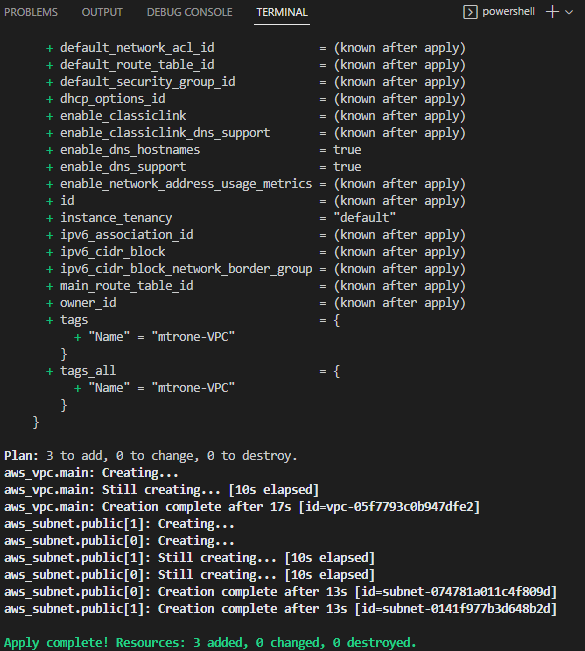 PROBLEMS OUTPUT DEBUG CONSOLE TERMINAL powershell
+ default_network_acl_id = (known after apply)
+ default_route_table_id = (known after apply)
+ default_security_group_id = (known after apply)
+ dhcp_options_id = (known after apply)
+ enable_classiclink = (known after apply)
+ enable_classiclink_dns_support = (known after apply)
+ enable_dns_hostnames = true
+ enable_dns_support = true
+ enable_network_address_usage_metrics = (known after apply)
+ id = (known after apply)
+ instance_tenancy = "default"
+ ipv6_association_id = (known after apply)
+ ipv6_cidr_block = (known after apply)
+ ipv6_cidr_block_network_border_group = (known after apply)
+ main_route_table_id = (known after apply)
+ owner_id = (known after apply)
+ tags = {
+ "Name" = "mtrone-VPC"
}
+ tags_all = {
+ "Name" = "mtrone-VPC"
}
}
Plan: 3 to add, 0 to change, 0 to destroy.
aws_vpc.main: Creating...
aws_vpc.main: Still creating... [10s elapsed]
aws_vpc.main: Creation complete after 17s [id=vpc-05f7793c0b947dfe2]
aws_subnet.public[1]: Creating...
aws_subnet.public[0]: Creating...
aws_subnet.public[1]: Still creating... [10s elapsed]
aws_subnet.public[0]: Still creating... [10s elapsed]
aws_subnet.public[0]: Creation complete after 13s [id=subnet-074781a011c4f809d]
aws_subnet.public[1]: Creation complete after 13s [id=subnet-0141f977b3d648b2d]
Apply complete! Resources: 3 added, 0 changed, 0 destroyed.